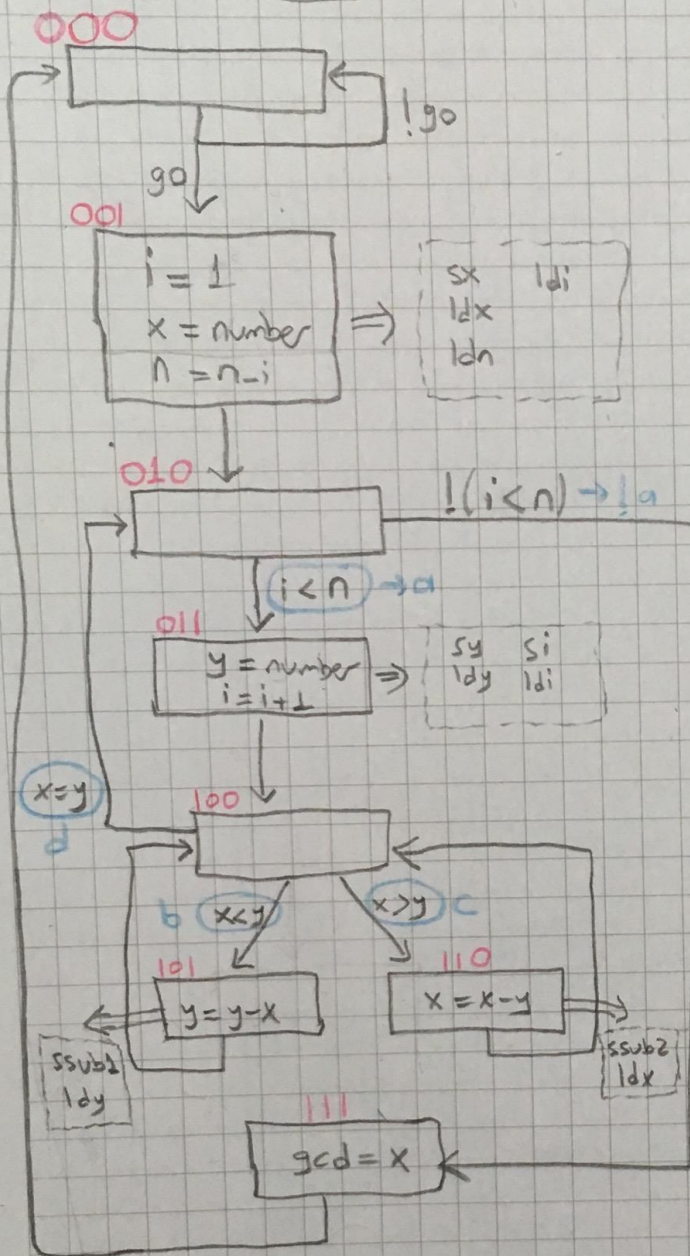 000
!go
go
001
i = 1
x = number
n = n-i
⇒
sx ldi
ldx
ldn
010
!(i<n) → !a
i<n → a
011
y = number
i=i+1
⇒
sy si
ldy ldi
x=y
d
100
b x<y
x>y c
101
y=y-x
110
x = x-y
ssub1
ldy
ssub2
ldx
111
gcd = x